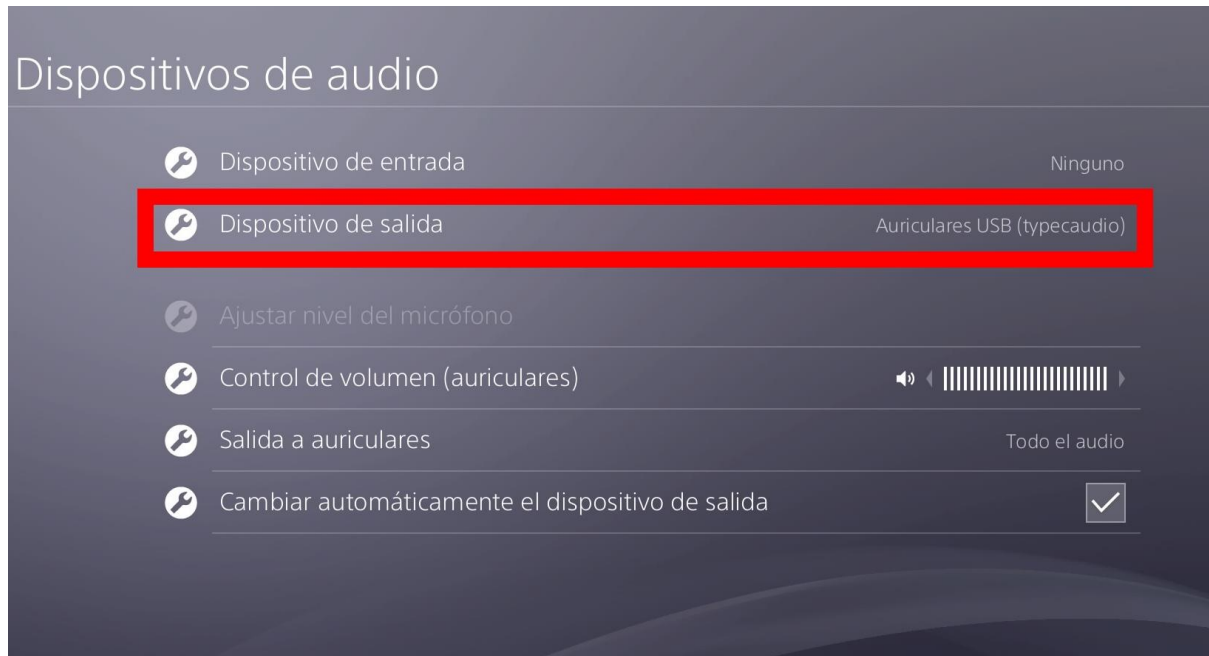 Dispositivos de audio
Dispositivo de entrada Ninguno
Dispositivo de salida Auriculares USB (typecaudio)
Ajustar nivel del micrófono
Control de volumen (auriculares)
Salida a auriculares Todo el audio
Cambiar automáticamente el dispositivo de salida